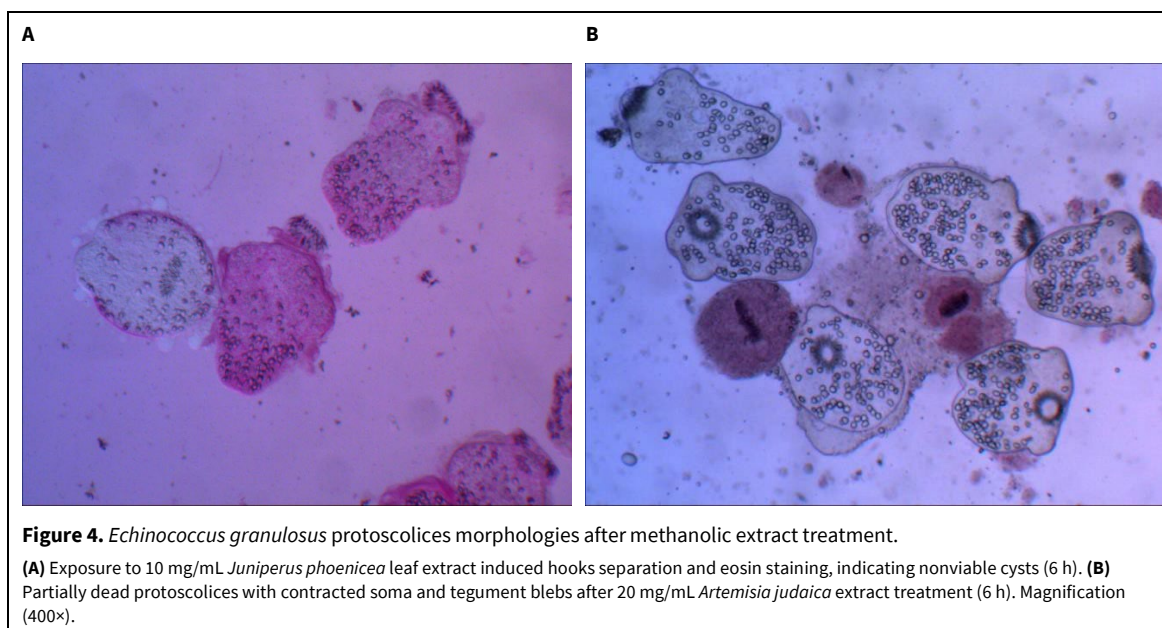 A
B
Figure 4. Echinococcus granulosus protoscolices morphologies after methanolic extract treatment.
(A) Exposure to 10 mg/mL Juniperus phoenicea leaf extract induced hooks separation and eosin staining, indicating nonviable cysts (6 h). (B)
Partially dead protoscolices with contracted soma and tegument blebs after 20 mg/mL Artemisia judaica extract treatment (6 h). Magnification
(400×).